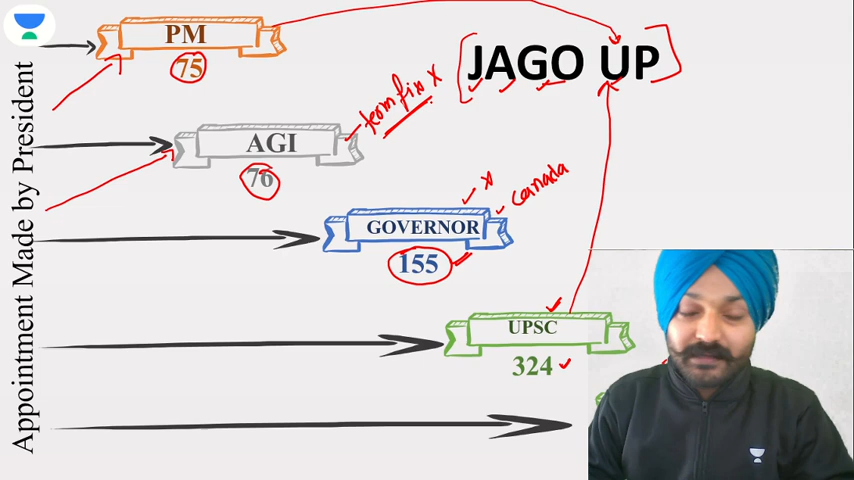 Appointment Made by President
PM
75
JAGO UP
term fix x
AGI
76
x
canada
GOVERNOR
155
UPSC
324